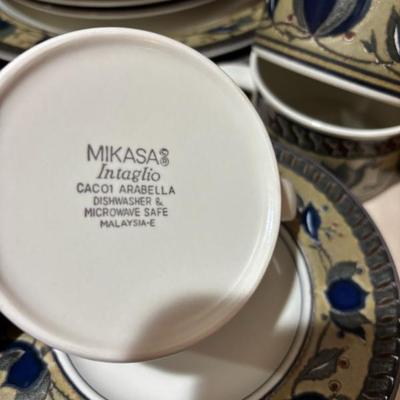 MIKASA
Intaglio
CAC01 ARABELLA
DISHWASHER &
MICROWAVE SAFE
MALAYSIA-E